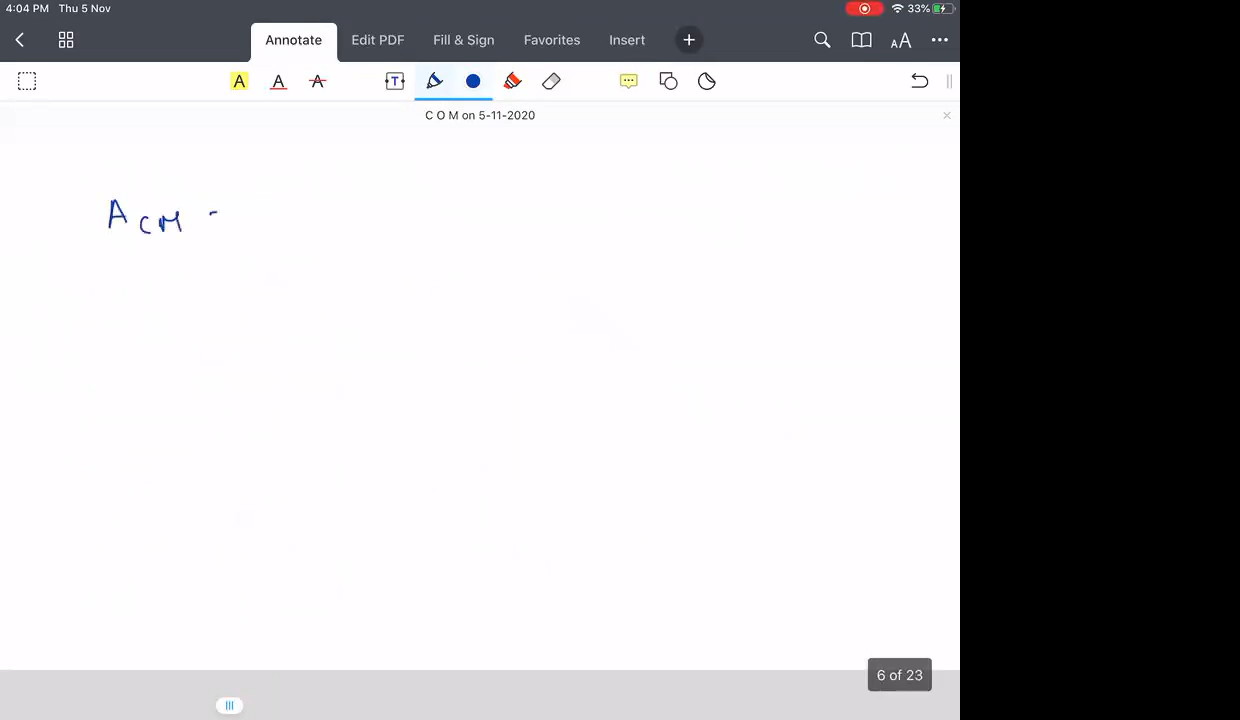 4:04 PM Thu 5 Nov 33%
Annotate Edit PDF Fill & Sign Favorites Insert
A A A T
C O M on 5-11-2020
A CM -
6 of 23